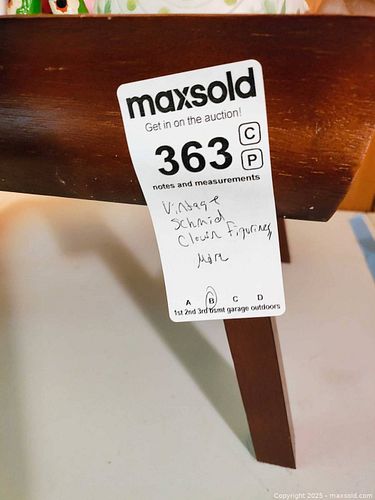 maxsold
Get in on the auction!
363 C P
notes and measurements
Vintage
Schmid
Clown Figurines
More
A B C D
1st 2nd 3rd bsmt garage outdoors
Copyright 2025 - maxsold.com